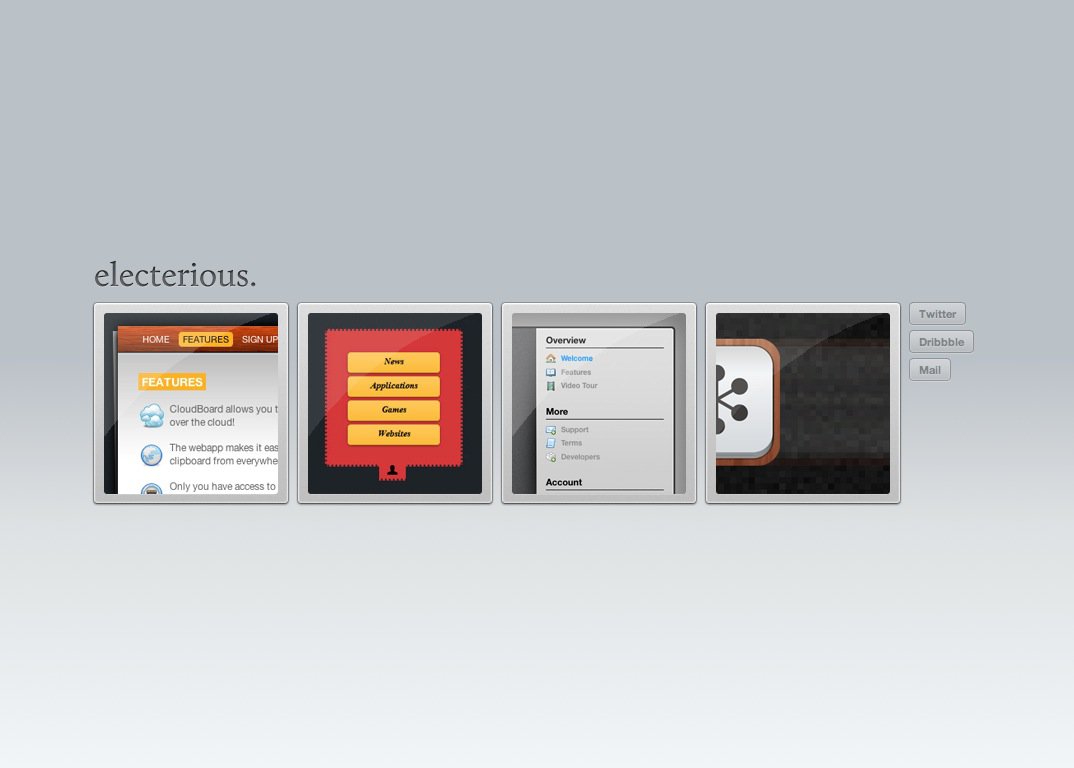 electerious.
HOME FEATURES SIGN UP
FEATURES
CloudBoard allows you t
over the cloud!
The webapp makes it eas
clipboard from everywhe
Only you have access to
News
Applications
Games
Websites
Overview
Welcome
Features
Video Tour
More
Support
Terms
Developers
Account
Twitter
Dribbble
Mail